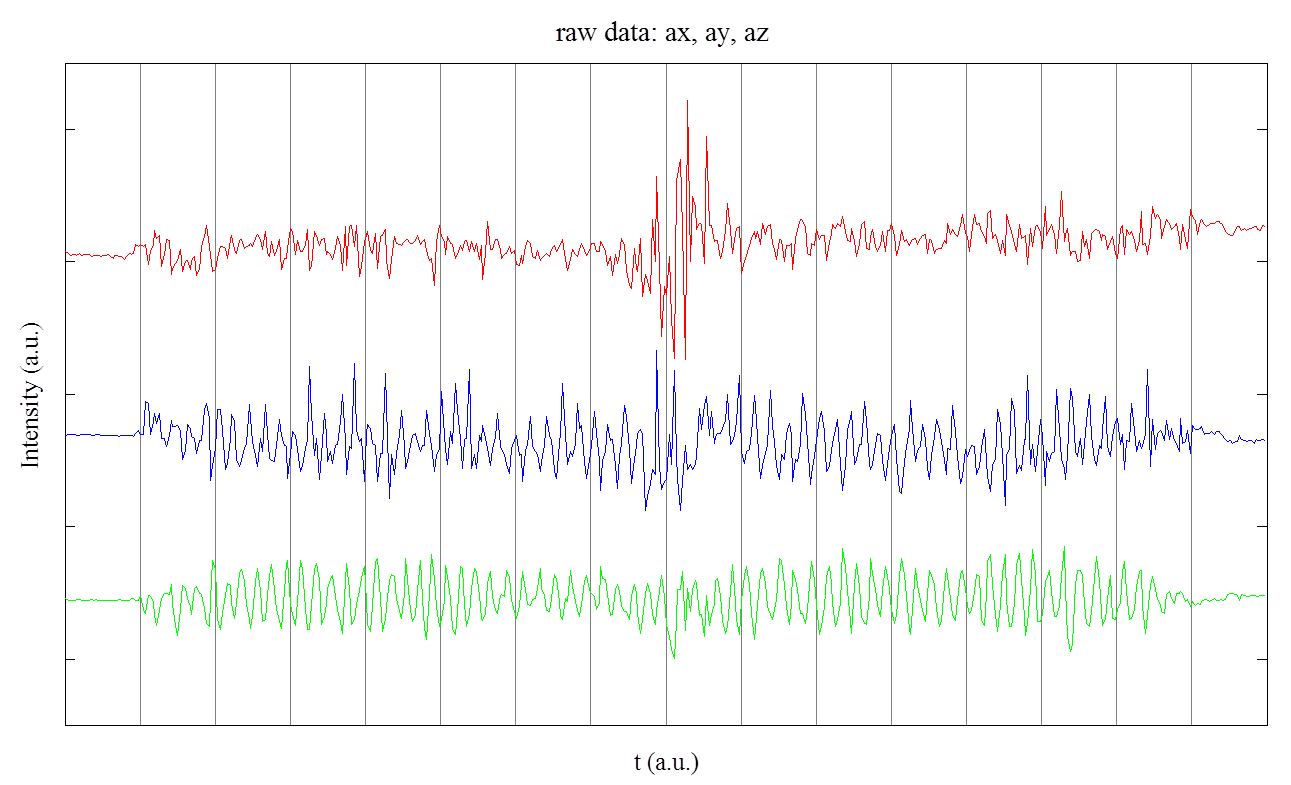 raw data: ax, ay, az
Intensity (a.u.)
t (a.u.)